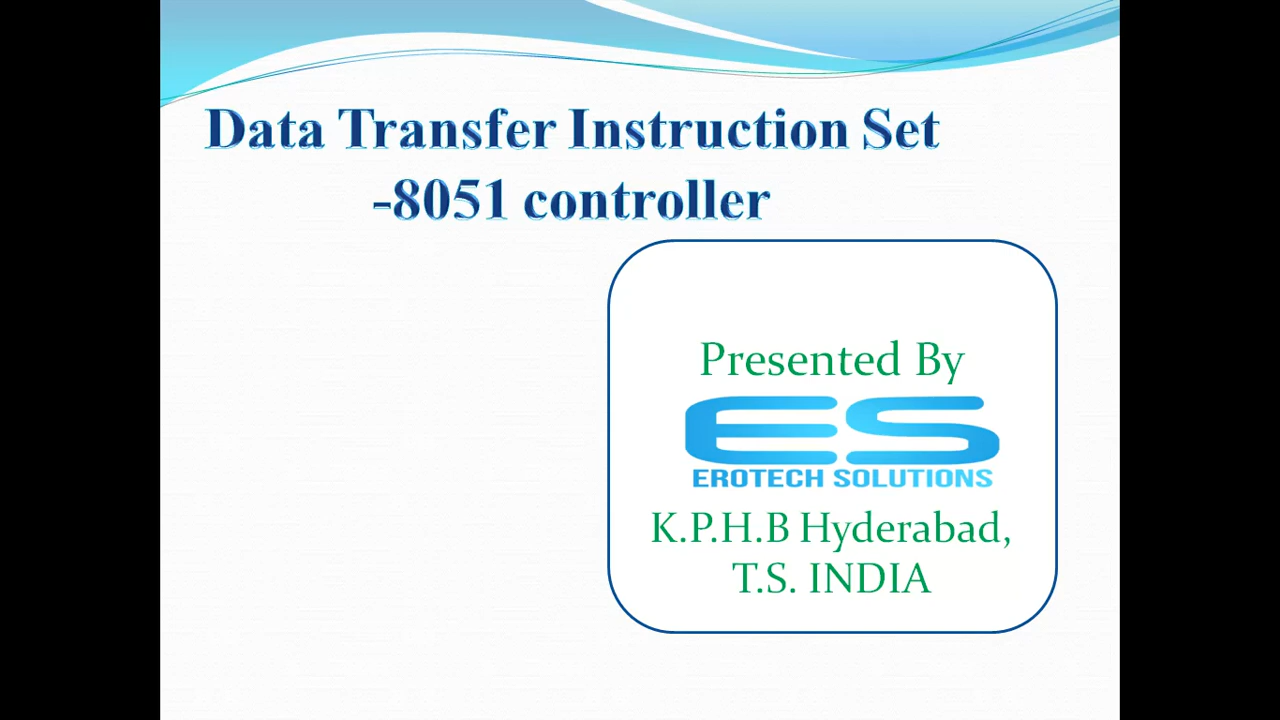 Data Transfer Instruction Set
-8051 controller
Presented By
ES
EROTECH SOLUTIONS
K.P.H.B Hyderabad,
T.S. INDIA